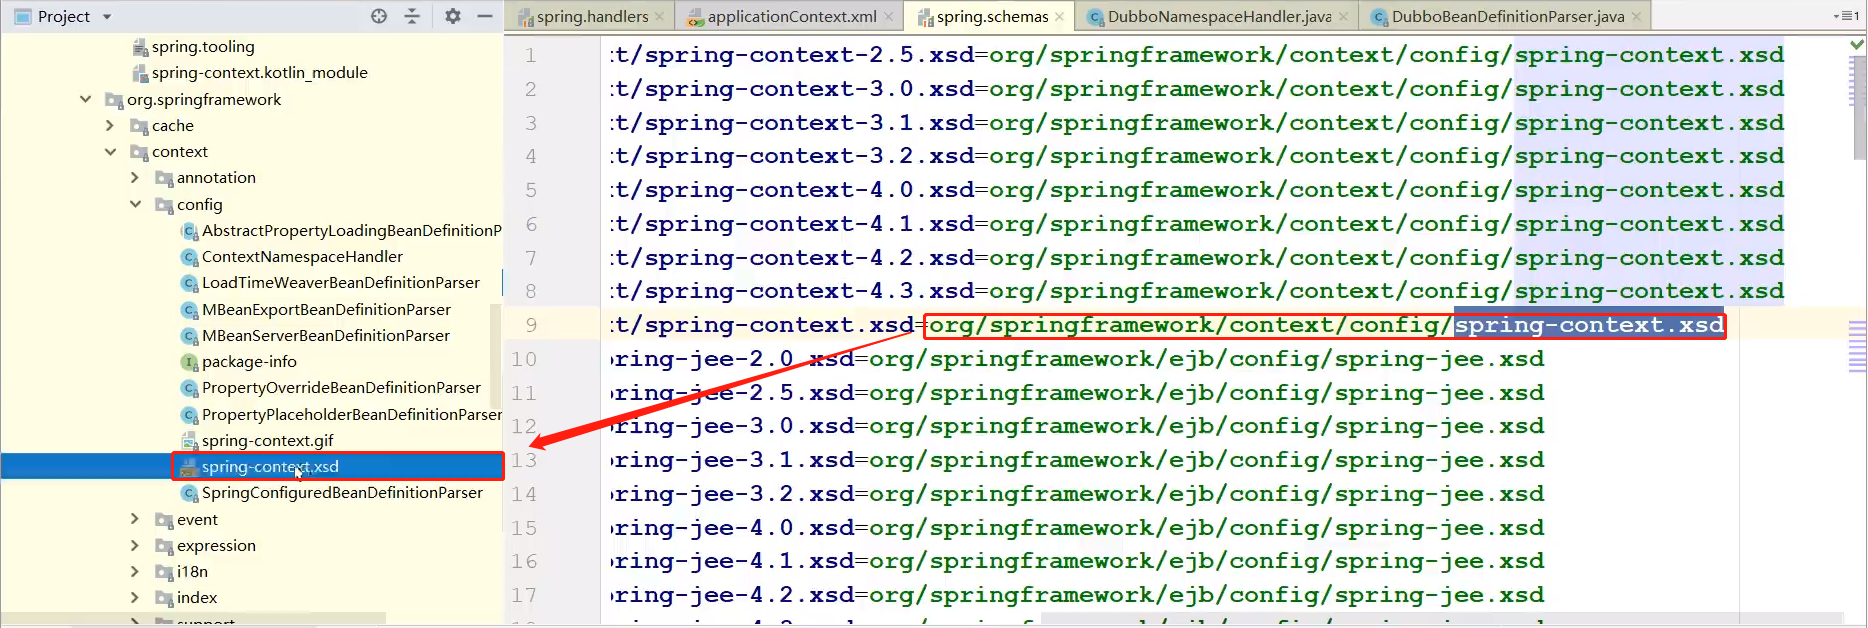 Project
spring.handlers
applicationContext.xml
spring.schemas
DubboNamespaceHandler.java
DubboBeanDefinitionParser.java
1
spring.tooling
spring-context.kotlin_module
org.springframework
cache
context
annotation
config
AbstractPropertyLoadingBeanDefinitionP
ContextNamespaceHandler
LoadTimeWeaverBeanDefinitionParser
MBeanExportBeanDefinitionParser
MBeanServerBeanDefinitionParser
package-info
PropertyOverrideBeanDefinitionParser
PropertyPlaceholderBeanDefinitionParser
spring-context.gif
spring-context.xsd
SpringConfiguredBeanDefinitionParser
event
expression
i18n
index
support
1 :t/spring-context-2.5.xsd=org/springframework/context/config/spring-context.xsd
2 :t/spring-context-3.0.xsd=org/springframework/context/config/spring-context.xsd
3 :t/spring-context-3.1.xsd=org/springframework/context/config/spring-context.xsd
4 :t/spring-context-3.2.xsd=org/springframework/context/config/spring-context.xsd
5 :t/spring-context-4.0.xsd=org/springframework/context/config/spring-context.xsd
6 :t/spring-context-4.1.xsd=org/springframework/context/config/spring-context.xsd
7 :t/spring-context-4.2.xsd=org/springframework/context/config/spring-context.xsd
8 :t/spring-context-4.3.xsd=org/springframework/context/config/spring-context.xsd
9 :t/spring-context.xsd=org/springframework/context/config/spring-context.xsd
10 pring-jee-2.0.xsd=org/springframework/ejb/config/spring-jee.xsd
11 pring-jee-2.5.xsd=org/springframework/ejb/config/spring-jee.xsd
12 pring-jee-3.0.xsd=org/springframework/ejb/config/spring-jee.xsd
13 pring-jee-3.1.xsd=org/springframework/ejb/config/spring-jee.xsd
14 pring-jee-3.2.xsd=org/springframework/ejb/config/spring-jee.xsd
15 pring-jee-4.0.xsd=org/springframework/ejb/config/spring-jee.xsd
16 pring-jee-4.1.xsd=org/springframework/ejb/config/spring-jee.xsd
17 pring-jee-4.2.xsd=org/springframework/ejb/config/spring-jee.xsd